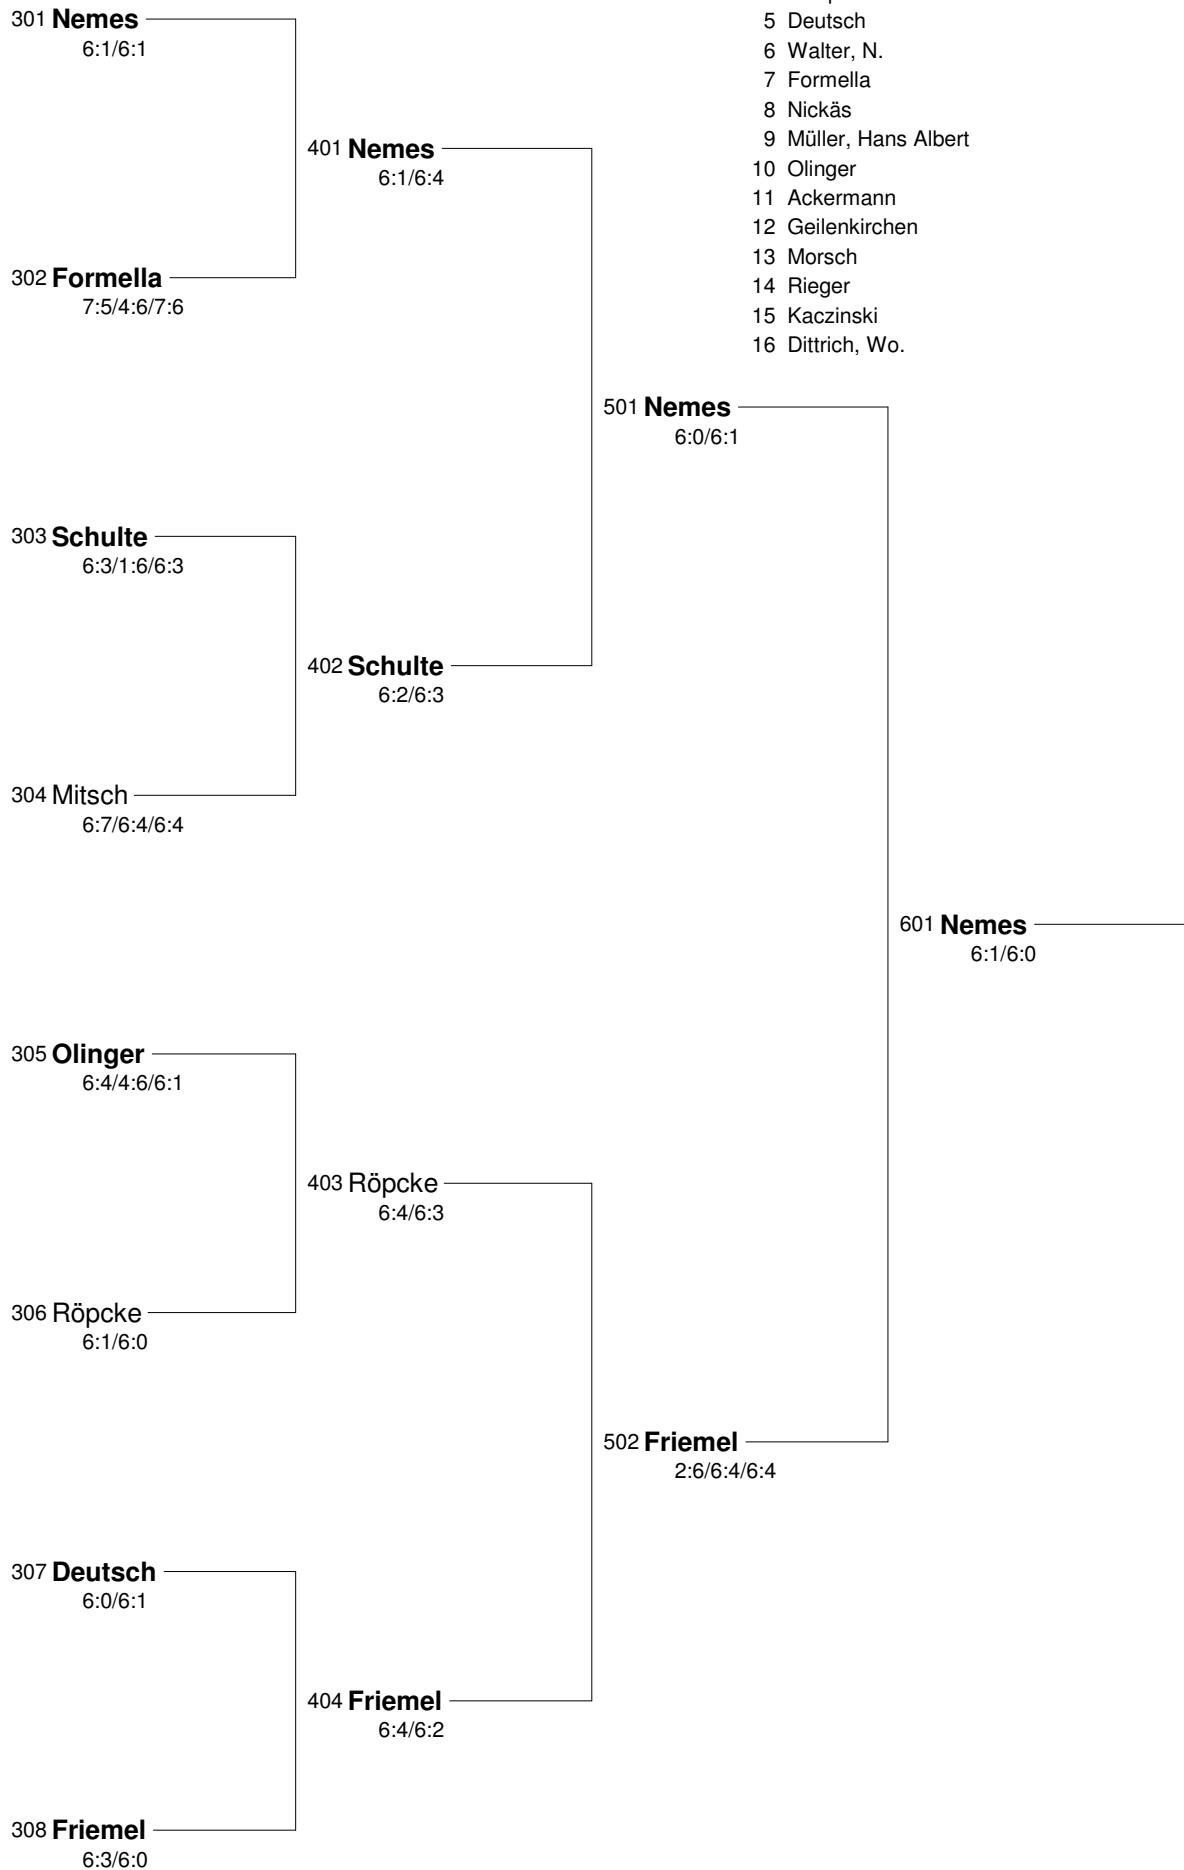 301 Nemes
6:1/6:1
5 Deutsch
6 Walter, N.
7 Formella
8 Nickäs
9 Müller, Hans Albert
10 Olinger
11 Ackermann
12 Geilenkirchen
13 Morsch
14 Rieger
15 Kaczinski
16 Dittrich, Wo.
401 Nemes
6:1/6:4
302 Formella
7:5/4:6/7:6
501 Nemes
6:0/6:1
303 Schulte
6:3/1:6/6:3
402 Schulte
6:2/6:3
304 Mitsch
6:7/6:4/6:4
601 Nemes
6:1/6:0
305 Olinger
6:4/4:6/6:1
403 Röpcke
6:4/6:3
306 Röpcke
6:1/6:0
502 Friemel
2:6/6:4/6:4
307 Deutsch
6:0/6:1
404 Friemel
6:4/6:2
308 Friemel
6:3/6:0